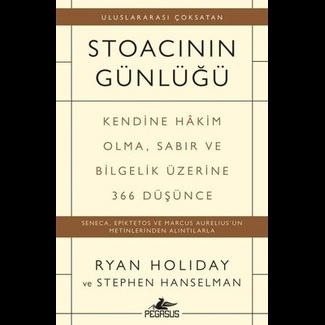 ULUSLARARASI ÇOKSATAN
STOACININ
GÜNLÜĞÜ
KENDİNE HÂKİM
OLMA, SABIR VE
BİLGELİK ÜZERİNE
366 DÜŞÜNCE
SENECA, EPİKTETOS VE MARCUS AURELIUS'UN
METİNLERİNDEN ALINTILARLA
RYAN HOLIDAY
ve STEPHEN HANSELMAN
PEGASUS